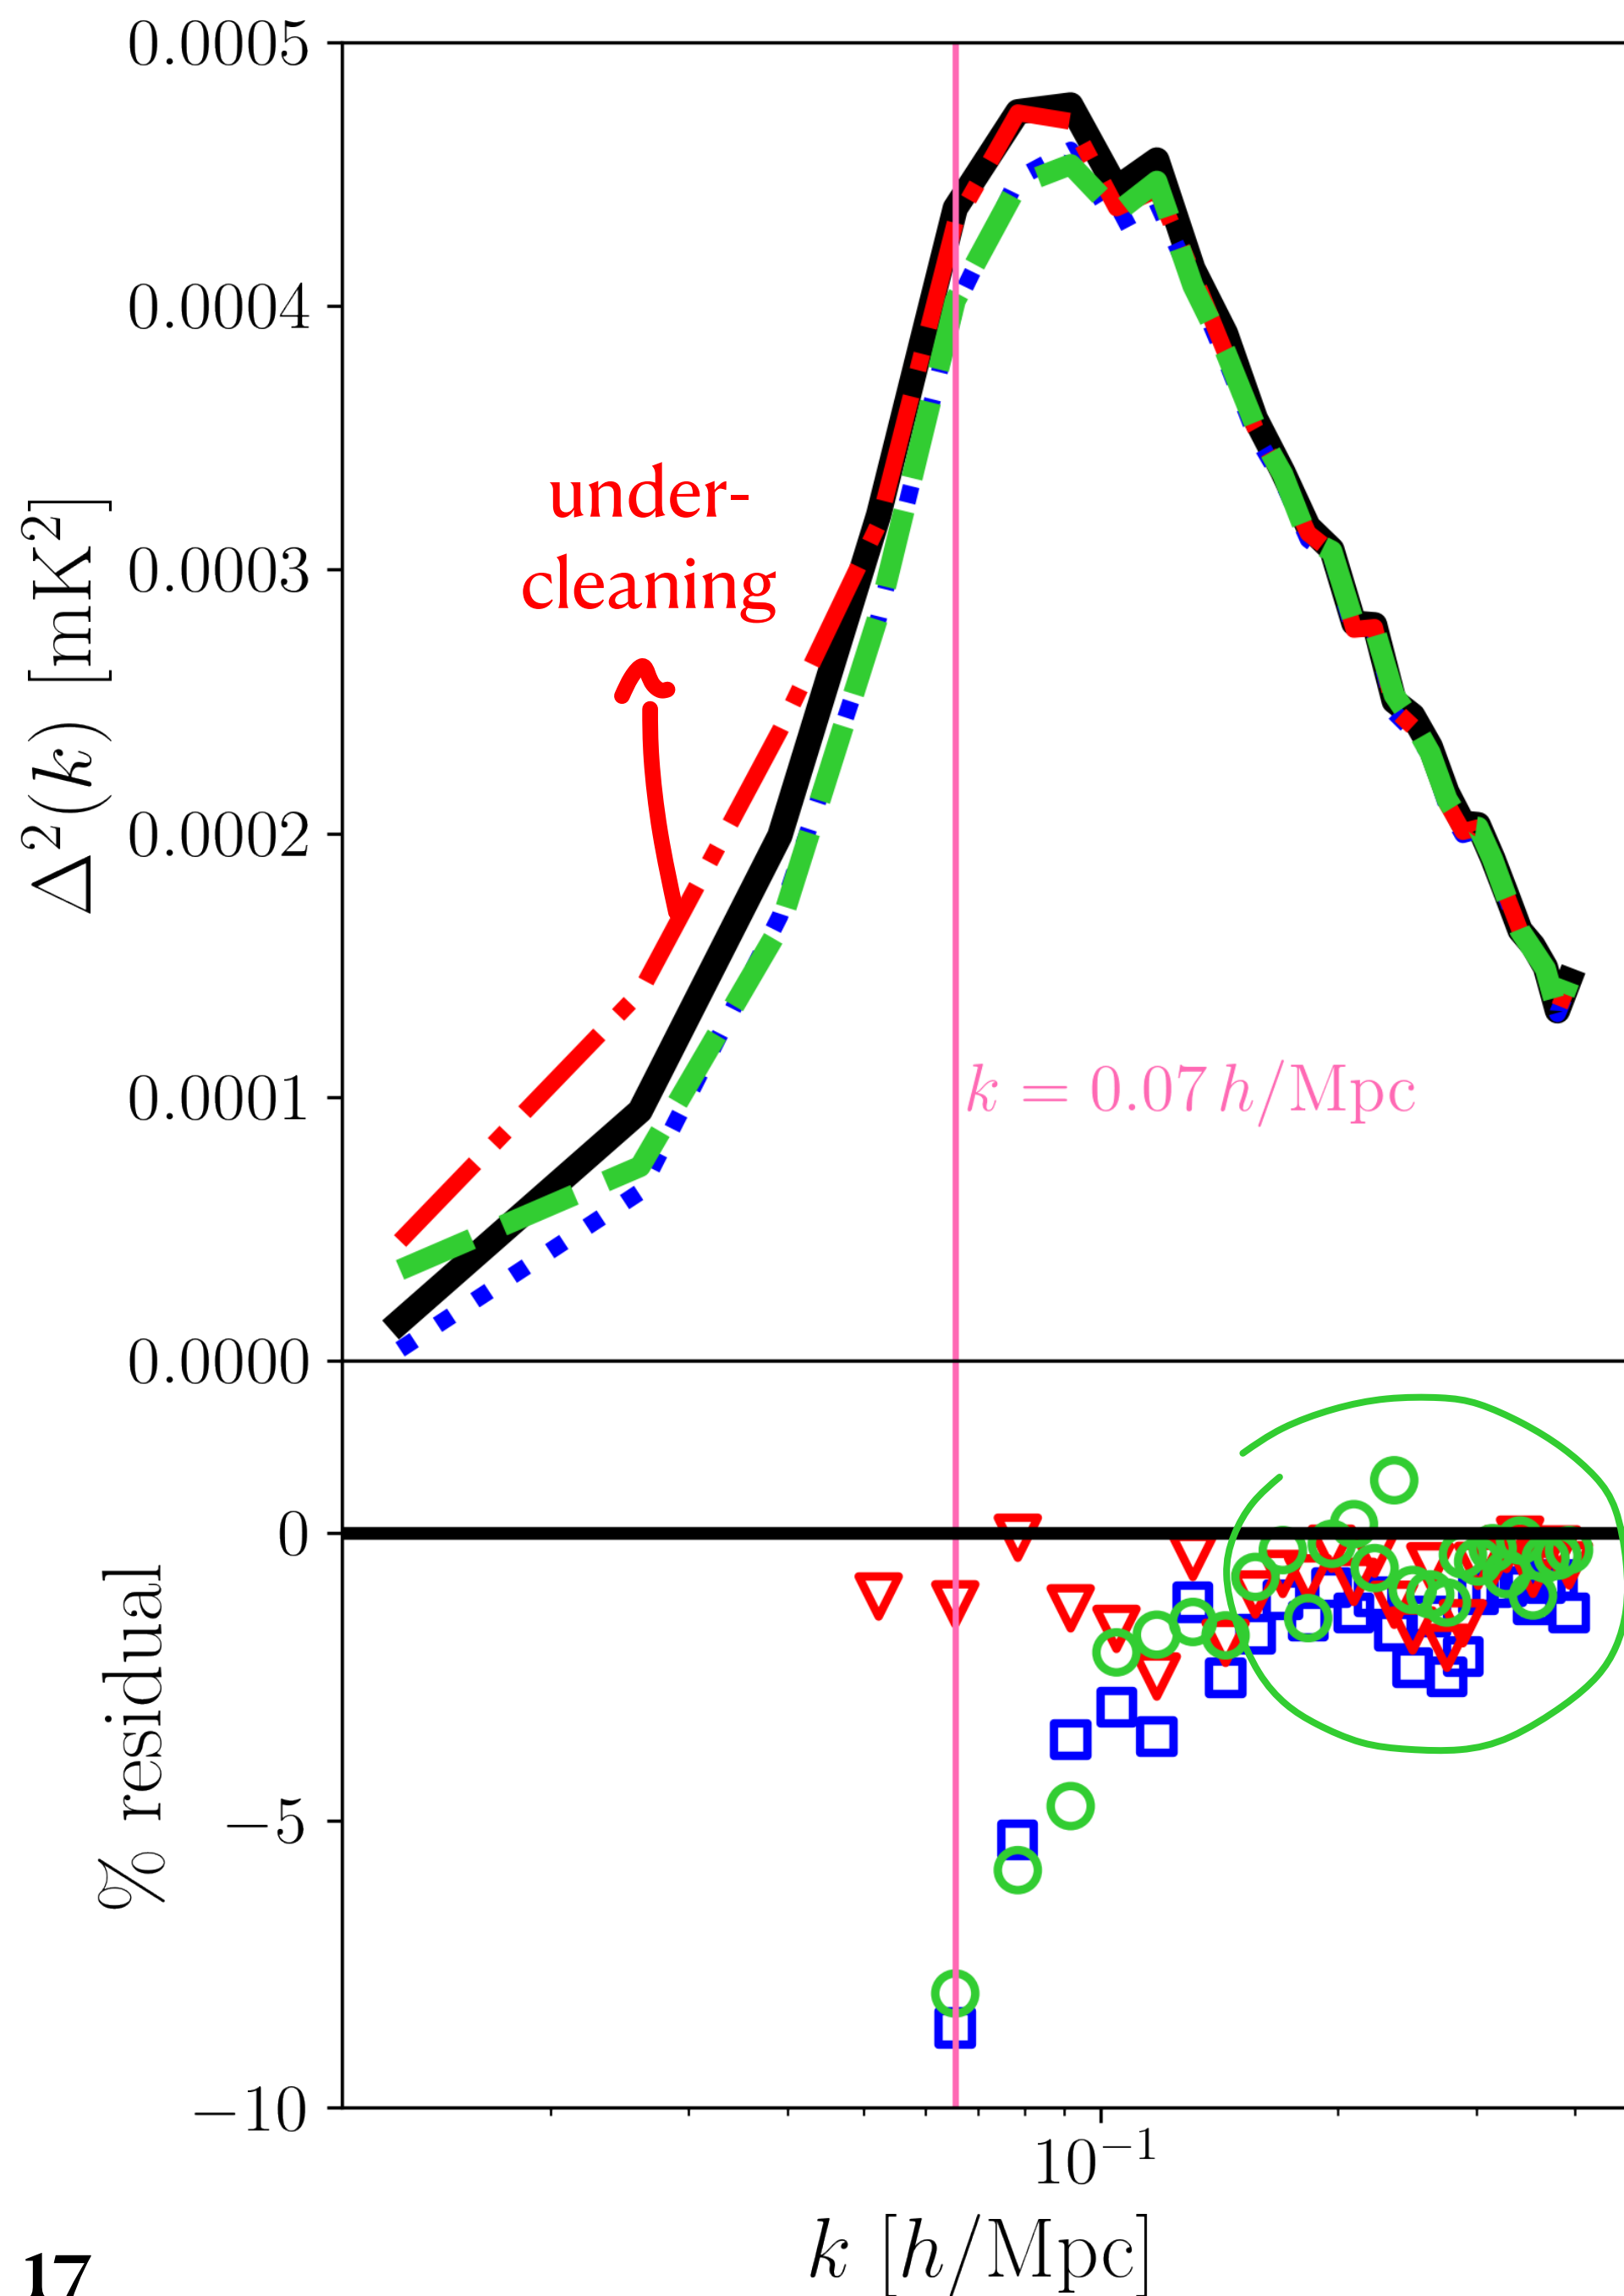 0.0005
0.0004
0.0003
0.0002
0.0001
0.0000
Δ²(k) [mK²]
under-
cleaning
k = 0.07 h/Mpc
0
−5
−10
% residual
10⁻¹
k [h/Mpc]
17